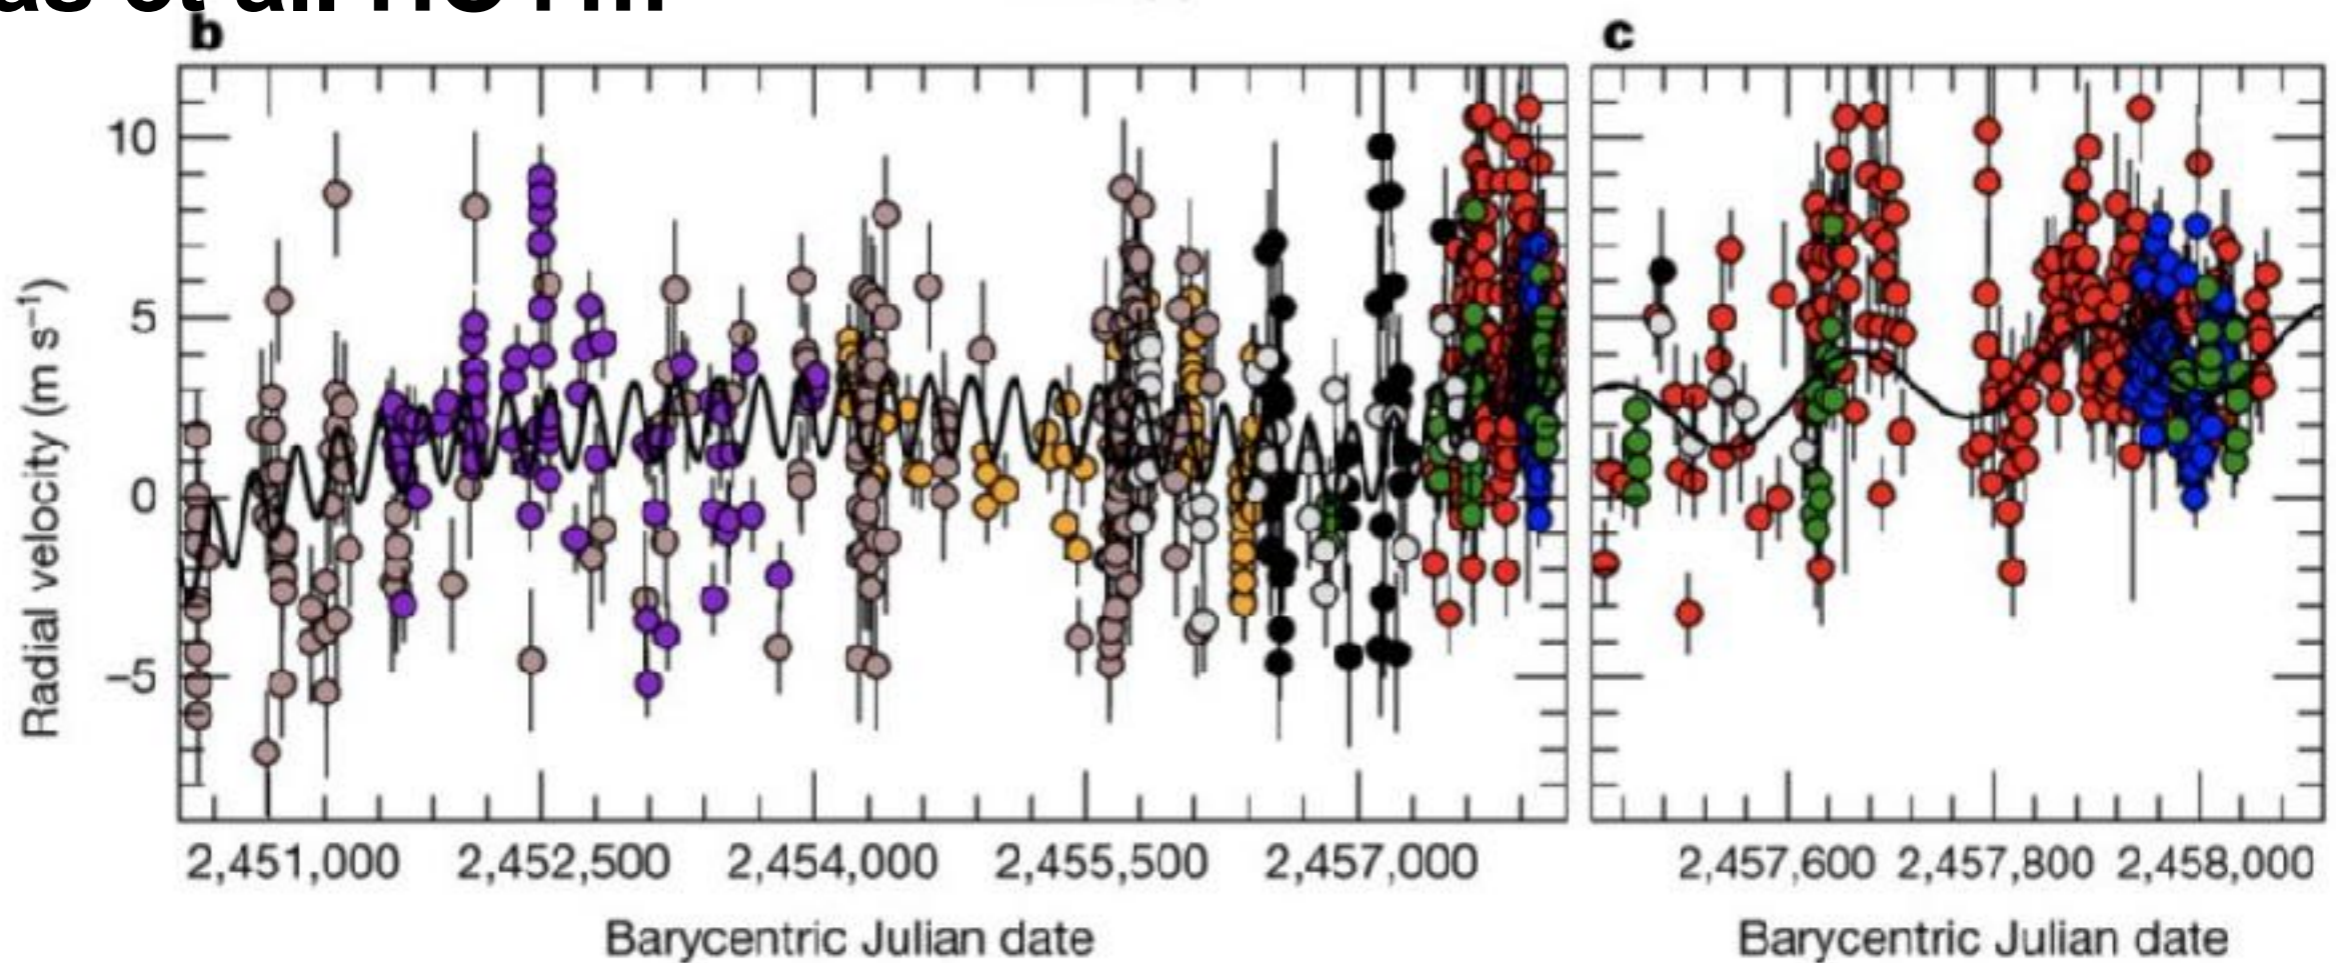 b
c
10
5
0
−5
Radial velocity (m s⁻¹)
2,451,000 2,452,500 2,454,000 2,455,500 2,457,000
2,457,600 2,457,800 2,458,000
Barycentric Julian date
Barycentric Julian date